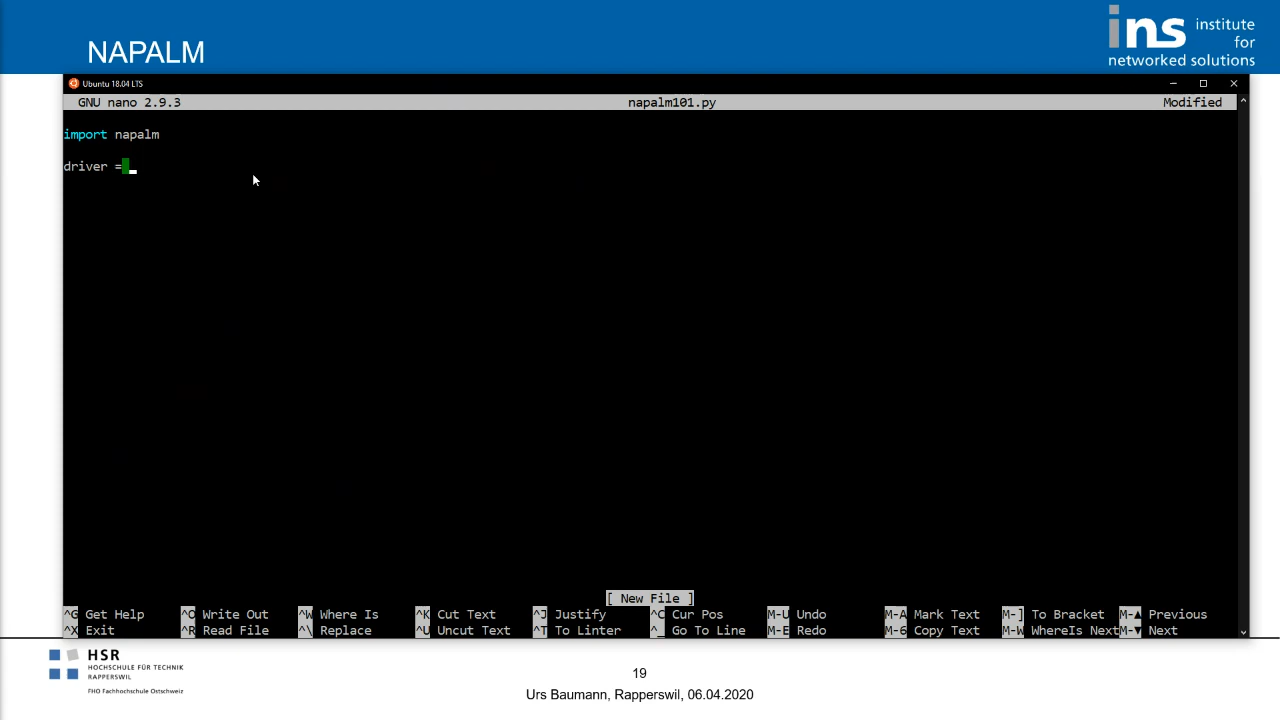 NAPALM
ins institute
for
networked solutions
Ubuntu 18.04 LTS
GNU nano 2.9.3 napalm101.py Modified
import napalm
driver =
[ New File ]
^G Get Help ^O Write Out ^W Where Is ^K Cut Text ^J Justify ^C Cur Pos M-U Undo M-A Mark Text M-] To Bracket M-▲ Previous
^X Exit ^R Read File ^\ Replace ^U Uncut Text ^T To Linter ^_ Go To Line M-E Redo M-6 Copy Text M-W WhereIs Next M-▼ Next
HSR
HOCHSCHULE FÜR TECHNIK
RAPPERSWIL
FHO Fachhochschule Ostschweiz
19
Urs Baumann, Rapperswil, 06.04.2020